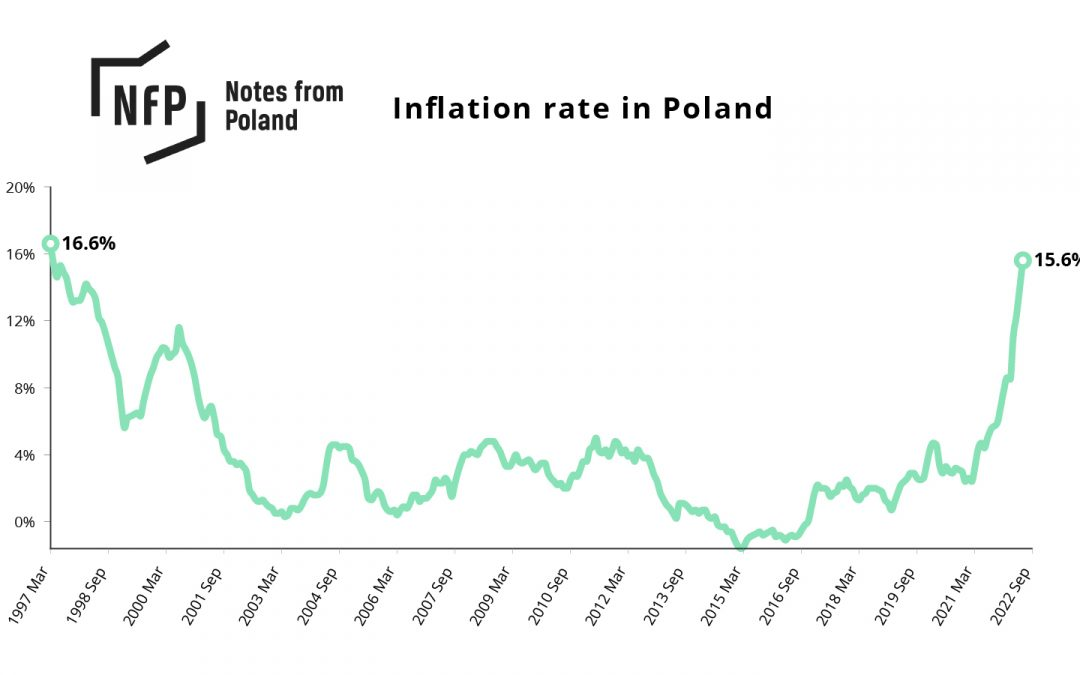 NfP
Notes from
Poland
Inflation rate in Poland
20%
16.6%
16%
15.6%
12%
8%
4%
0%
1997 Mar
1998 Sep
2000 Mar
2001 Sep
2003 Mar
2004 Sep
2006 Mar
2007 Sep
2009 Mar
2010 Sep
2012 Mar
2013 Sep
2015 Mar
2016 Sep
2018 Mar
2019 Sep
2021 Mar
2022 Sep